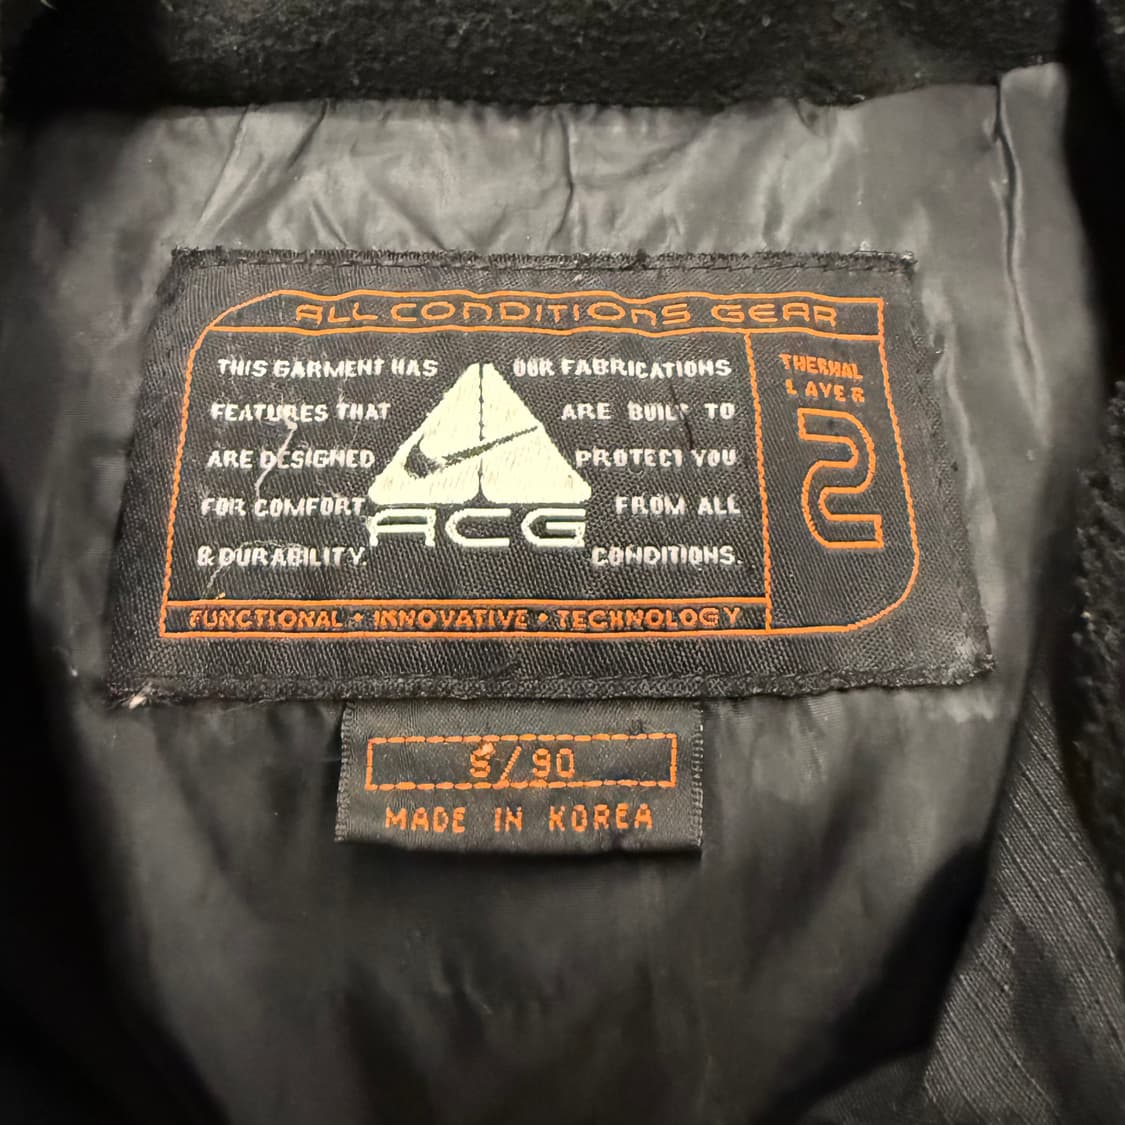 ALL CONDITIONS GEAR
THIS GARMENT HAS
FEATURES THAT
ARE DESIGNED
FOR COMFORT
& DURABILITY.
ACG
OUR FABRICATIONS
ARE BUILT TO
PROTECT YOU
FROM ALL
CONDITIONS.
THERMAL
LAYER
2
FUNCTIONAL • INNOVATIVE • TECHNOLOGY
S/90
MADE IN KOREA